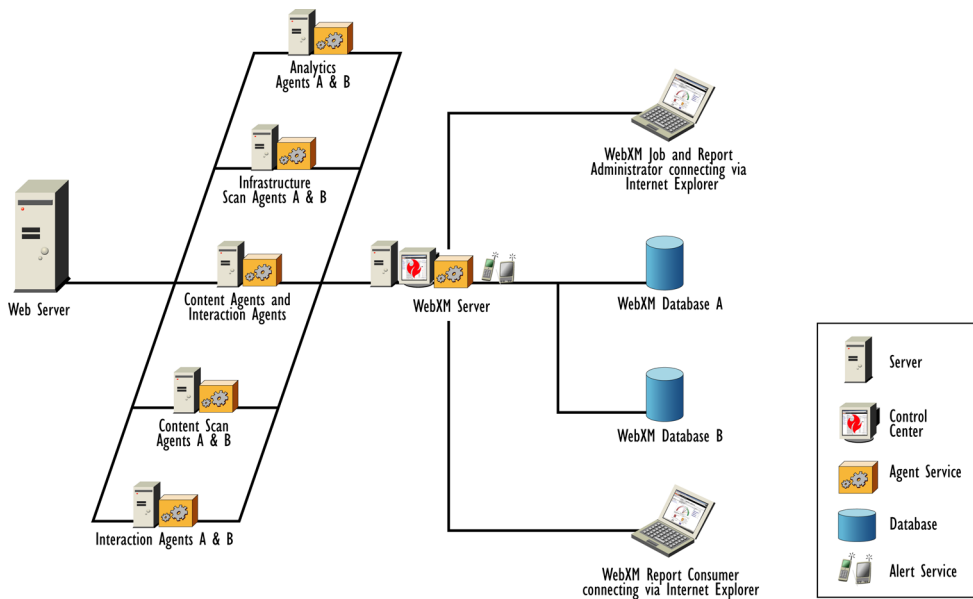 Analytics
Agents A & B
Infrastructure
Scan Agents A & B
Web Server
Content Agents and
Interaction Agents
Content Scan
Agents A & B
Interaction Agents A & B
WebXM Server
WebXM Job and Report
Administrator connecting via
Internet Explorer
WebXM Database A
WebXM Database B
WebXM Report Consumer
connecting via Internet Explorer
Server
Control
Center
Agent Service
Database
Alert Service